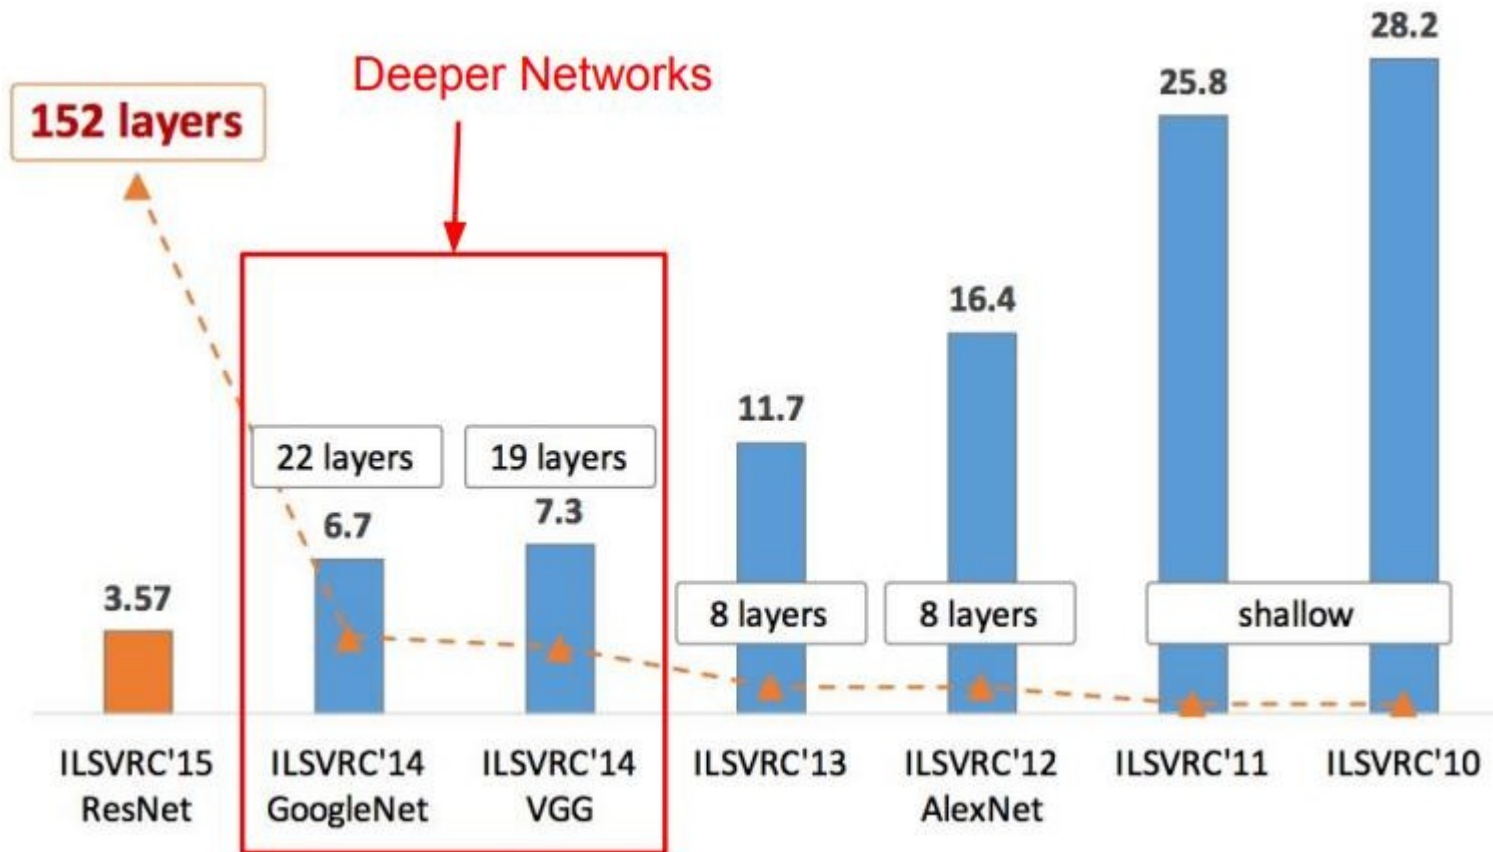 Deeper Networks
152 layers
28.2
25.8
16.4
11.7
22 layers
19 layers
6.7
7.3
3.57
8 layers
8 layers
shallow
ILSVRC'15
ResNet
ILSVRC'14
GoogleNet
ILSVRC'14
VGG
ILSVRC'13
ILSVRC'12
AlexNet
ILSVRC'11
ILSVRC'10